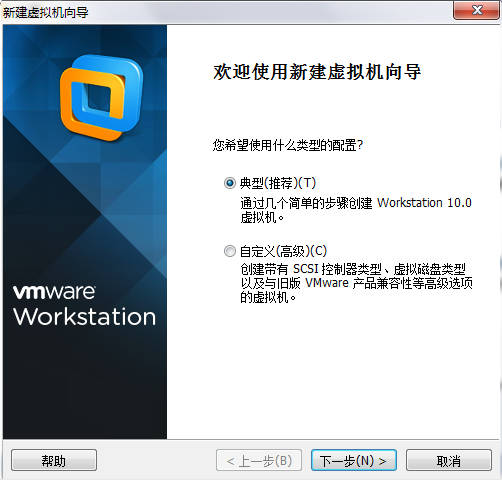 新建虚拟机向导
欢迎使用新建虚拟机向导
您希望使用什么类型的配置?
典型(推荐)(T)
通过几个简单的步骤创建 Workstation 10.0
虚拟机。
自定义(高级)(C)
创建带有 SCSI 控制器类型、虚拟磁盘类型
以及与旧版 VMware 产品兼容性等高级选项
的虚拟机。
vmware
Workstation
帮助
< 上一步(B)
下一步(N) >
取消